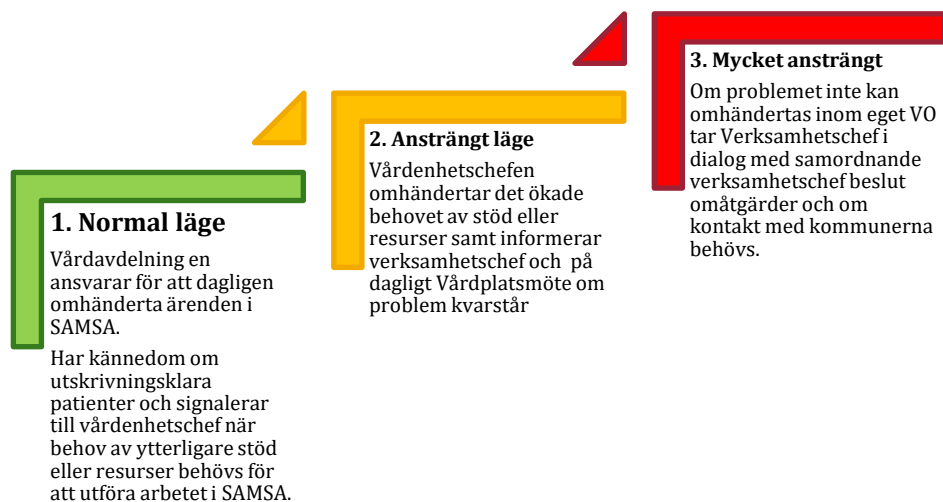 1. Normal läge
Vårdavdelning en
ansvarar för att dagligen
omhänderta ärenden i
SAMSA.
Har kännedom om
utskrivningsklara
patienter och signalerar
till vårdenhetschef när
behov av ytterligare stöd
eller resurser behövs för
att utföra arbetet i SAMSA.
2. Ansträngt läge
Vårdenhetschefen
omhändertar det ökade
behovet av stöd eller
resurser samt informerar
verksamhetschef och på
dagligt Vårdplatsmöte om
problem kvarstår
3. Mycket ansträngt
Om problemet inte kan
omhändertas inom eget VO
tar Verksamhetschef i
dialog med samordnande
verksamhetschef beslut
omåtgärder och om
kontakt med kommunerna
behövs.